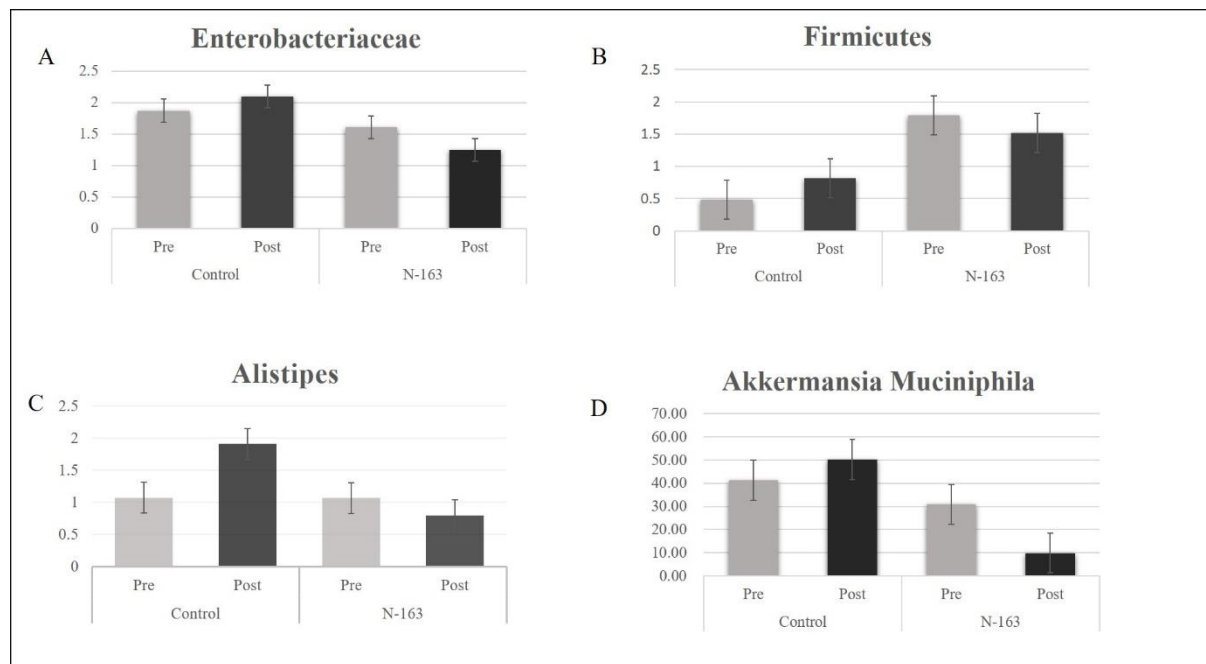 A
Enterobacteriaceae
2.5
2
1.5
1
0.5
0
Pre Post Pre Post
Control N-163
B
Firmicutes
2.5
2
1.5
1
0.5
0
Pre Post Pre Post
Control N-163
C
Alistipes
2.5
2
1.5
1
0.5
0
Pre Post Pre Post
Control N-163
D
Akkermansia Muciniphila
70.00
60.00
50.00
40.00
30.00
20.00
10.00
0.00
Pre Post Pre Post
Control N-163